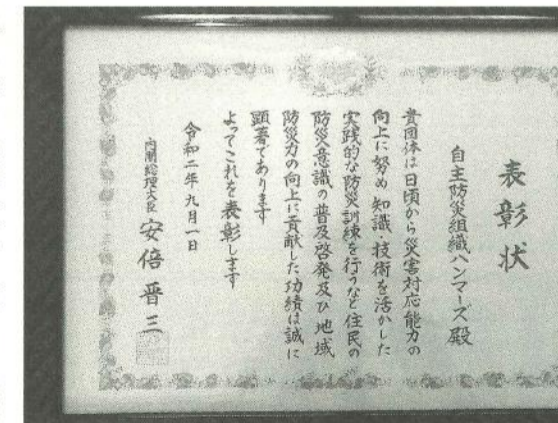 表彰状
自主防災組織ハンマーズ殿
貴団体は日頃から災害対応能力の
向上に努め知識・技術を活かした
実践的な防災訓練を行うなど住民の
防災意識の普及啓発及び地域
防災力の向上に貢献した功績は誠に
顕著であります
よってこれを表彰します
令和二年九月一日
内閣総理大臣 安倍晋三